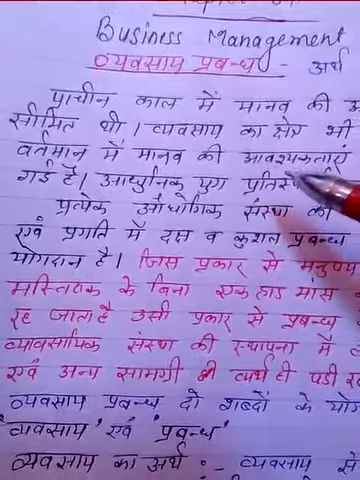 Business Management
व्यवसाय प्रबन्ध - अर्थ
प्राचीन काल में मानव की
सीमित थी। व्यवसाय का क्षेत्र भी
वर्तमान में मानव की आवश्यकताएं
गई है। आधुनिक युग
प्रत्येक औद्योगिक संस्था की
एवं प्रगति में दक्ष व कुशल प्रबन्ध
योगदान है। जिस प्रकार से मनुष्य
मस्तिष्क के बिना एक हाड मांस
रह जाता है उसी प्रकार से प्रबन्ध
व्यावसायिक संस्था की स्थापना में
एवं अन्य सामग्री भी व्यर्थ ही पडी
व्यवसाय प्रबन्ध दो शब्दों के
'व्यवसाय' एवं 'प्रबन्ध'
व्यवसाय का अर्थ :- व्यवसाय से